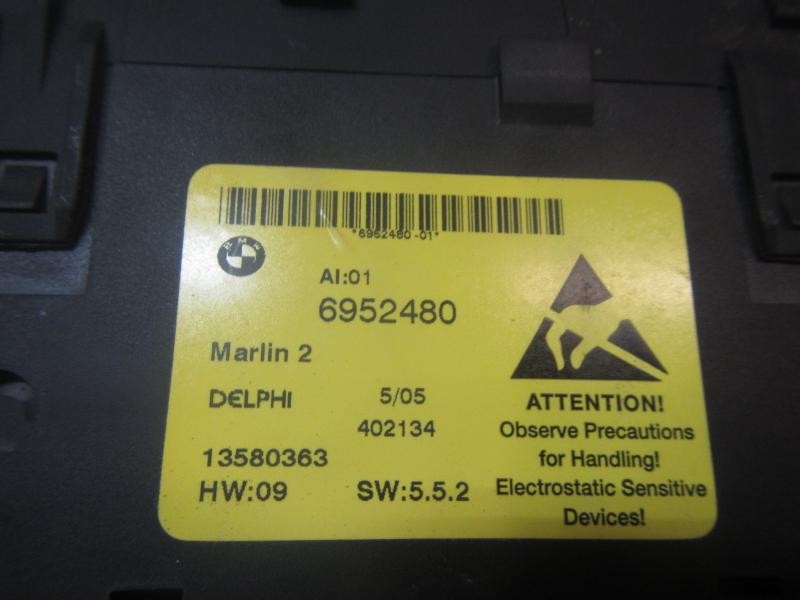 *6952480-01*
BMW
AI:01
6952480
Marlin 2
DELPHI 5/05
402134
13580363
HW:09 SW:5.5.2
ATTENTION!
Observe Precautions
for Handling!
Electrostatic Sensitive
Devices!